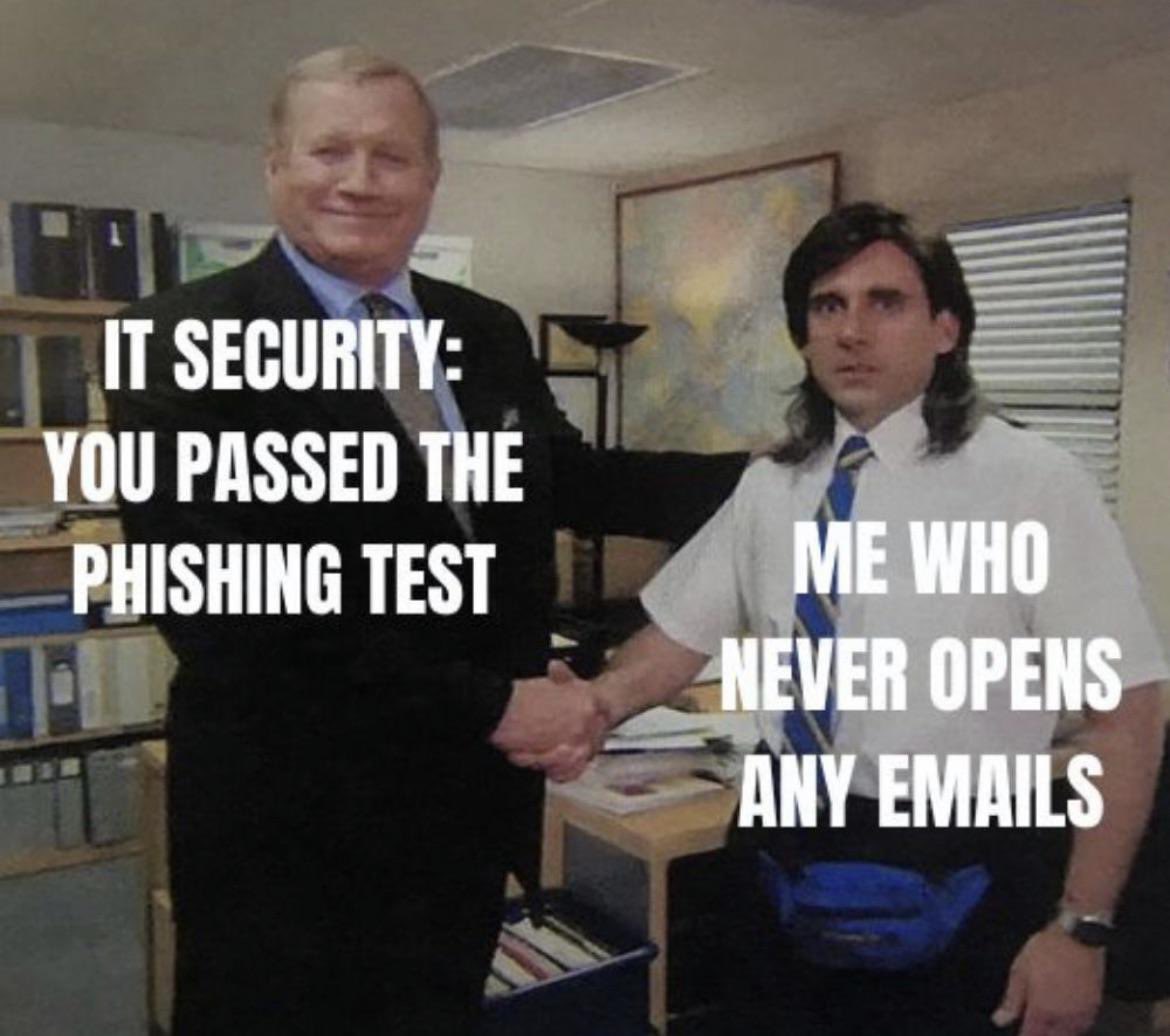 IT SECURITY:
YOU PASSED THE
PHISHING TEST
ME WHO
NEVER OPENS
ANY EMAILS